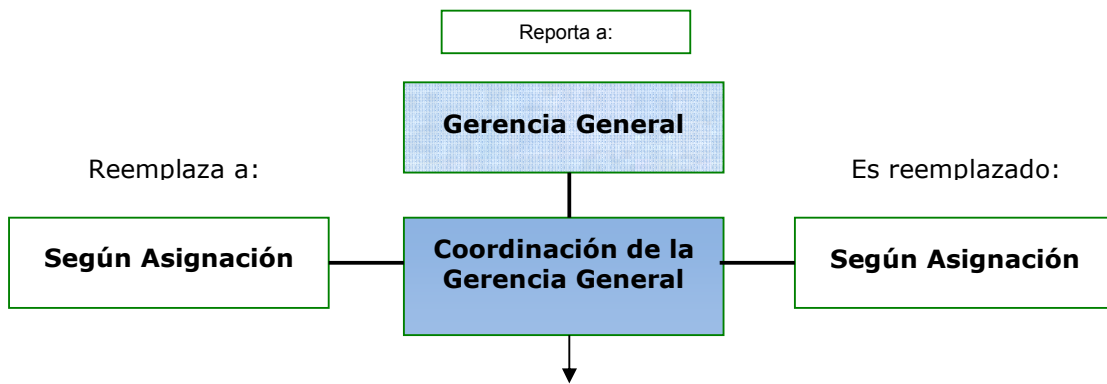 Reporta a:
Gerencia General
Reemplaza a:
Es reemplazado:
Según Asignación
Coordinación de la
Gerencia General
Según Asignación